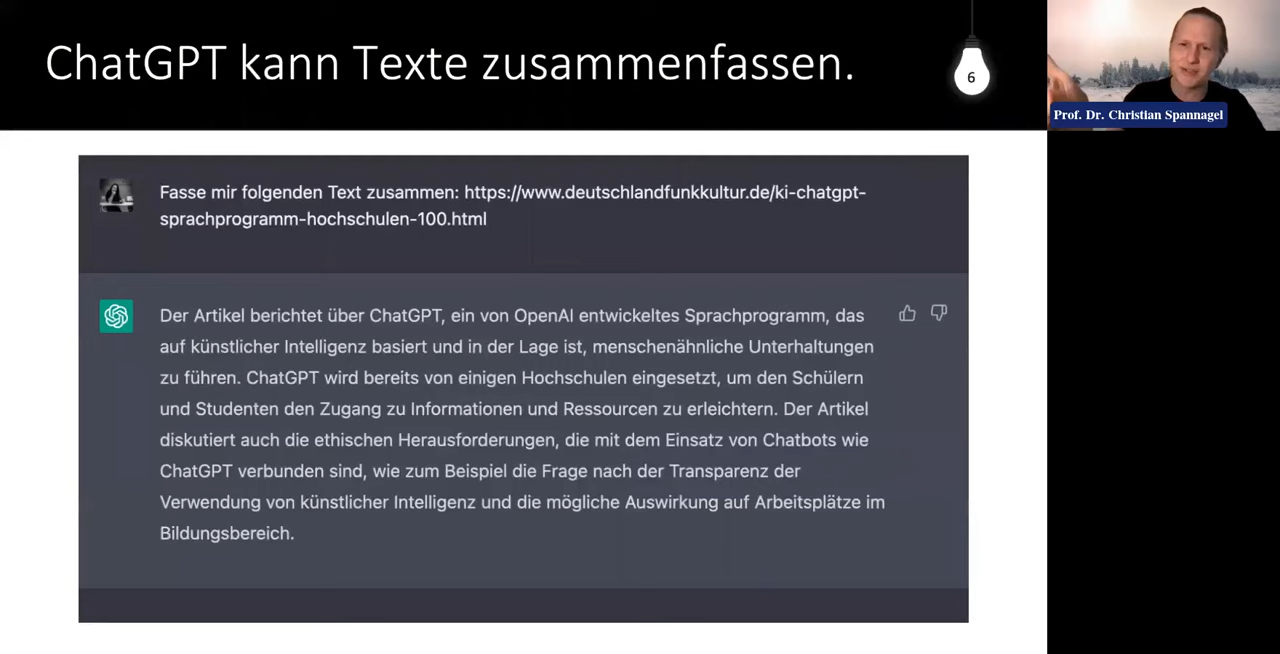 ChatGPT kann Texte zusammenfassen.
6
Prof. Dr. Christian Spannagel
Fasse mir folgenden Text zusammen: https://www.deutschlandfunkkultur.de/ki-chatgpt-
sprachprogramm-hochschulen-100.html
Der Artikel berichtet über ChatGPT, ein von OpenAI entwickeltes Sprachprogramm, das
auf künstlicher Intelligenz basiert und in der Lage ist, menschenähnliche Unterhaltungen
zu führen. ChatGPT wird bereits von einigen Hochschulen eingesetzt, um den Schülern
und Studenten den Zugang zu Informationen und Ressourcen zu erleichtern. Der Artikel
diskutiert auch die ethischen Herausforderungen, die mit dem Einsatz von Chatbots wie
ChatGPT verbunden sind, wie zum Beispiel die Frage nach der Transparenz der
Verwendung von künstlicher Intelligenz und die mögliche Auswirkung auf Arbeitsplätze im
Bildungsbereich.